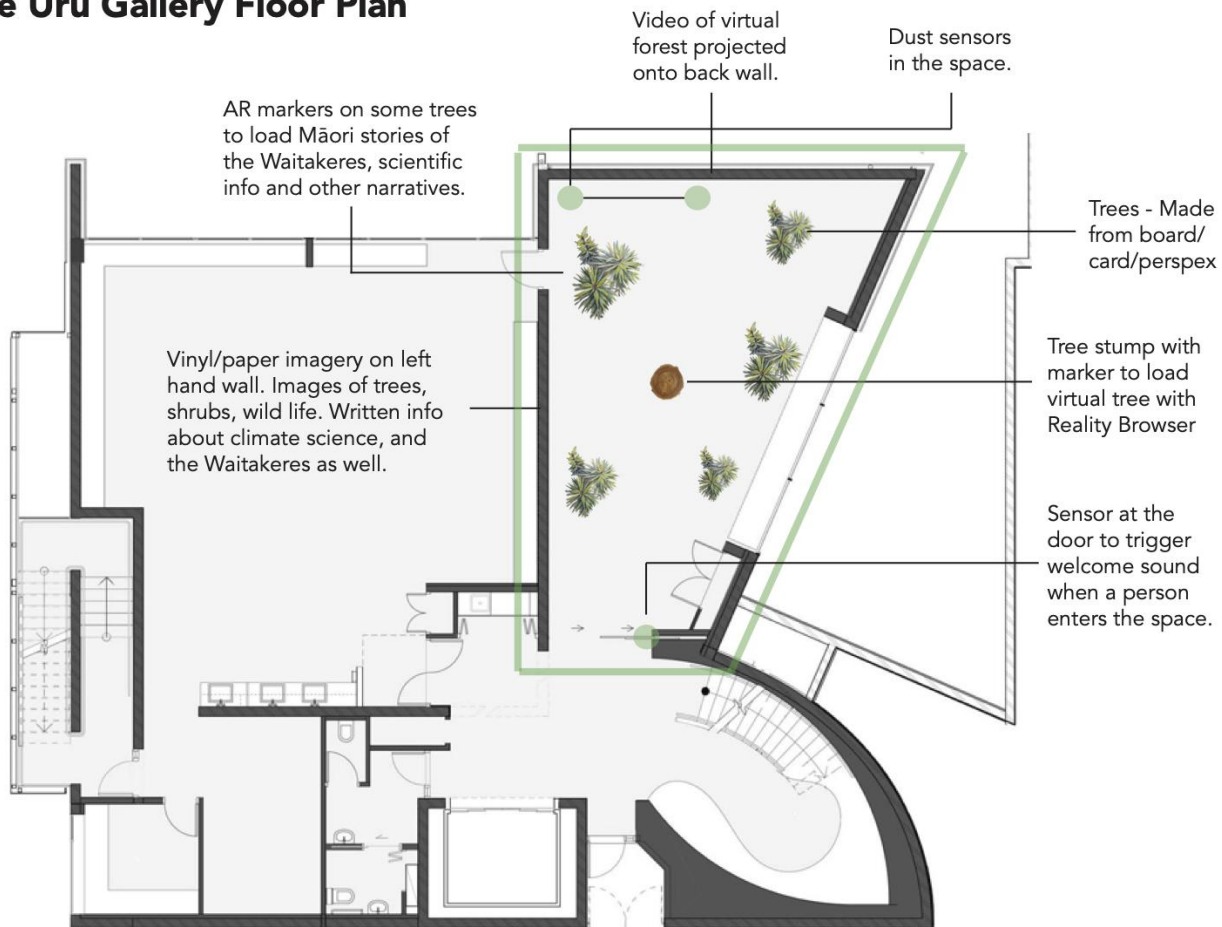 e Uru Gallery Floor Plan
Video of virtual
forest projected
onto back wall.
Dust sensors
in the space.
AR markers on some trees
to load Māori stories of
the Waitakeres, scientific
info and other narratives.
Trees - Made
from board/
card/perspex
Vinyl/paper imagery on left
hand wall. Images of trees,
shrubs, wild life. Written info
about climate science, and
the Waitakeres as well.
Tree stump with
marker to load
virtual tree with
Reality Browser
Sensor at the
door to trigger
welcome sound
when a person
enters the space.